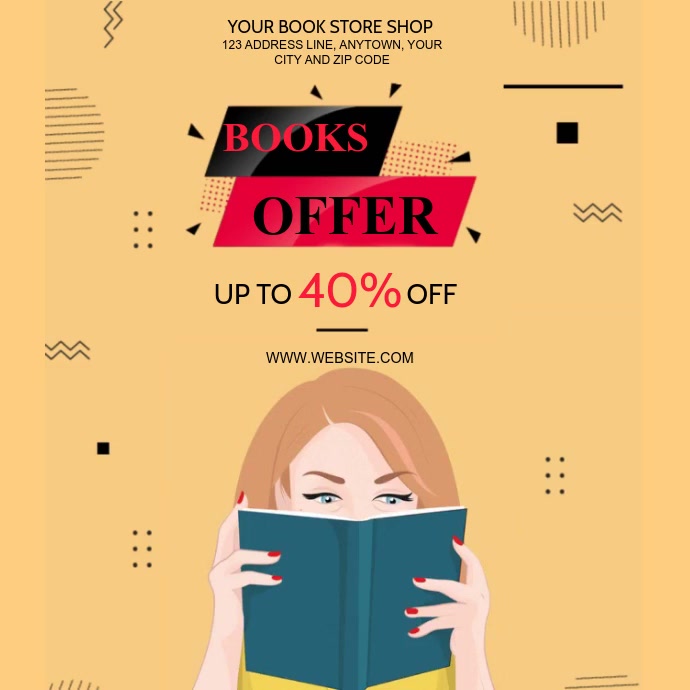 YOUR BOOK STORE SHOP
123 ADDRESS LINE, ANYTOWN, YOUR
CITY AND ZIP CODE
BOOKS
OFFER
UP TO 40% OFF
WWW.WEBSITE.COM